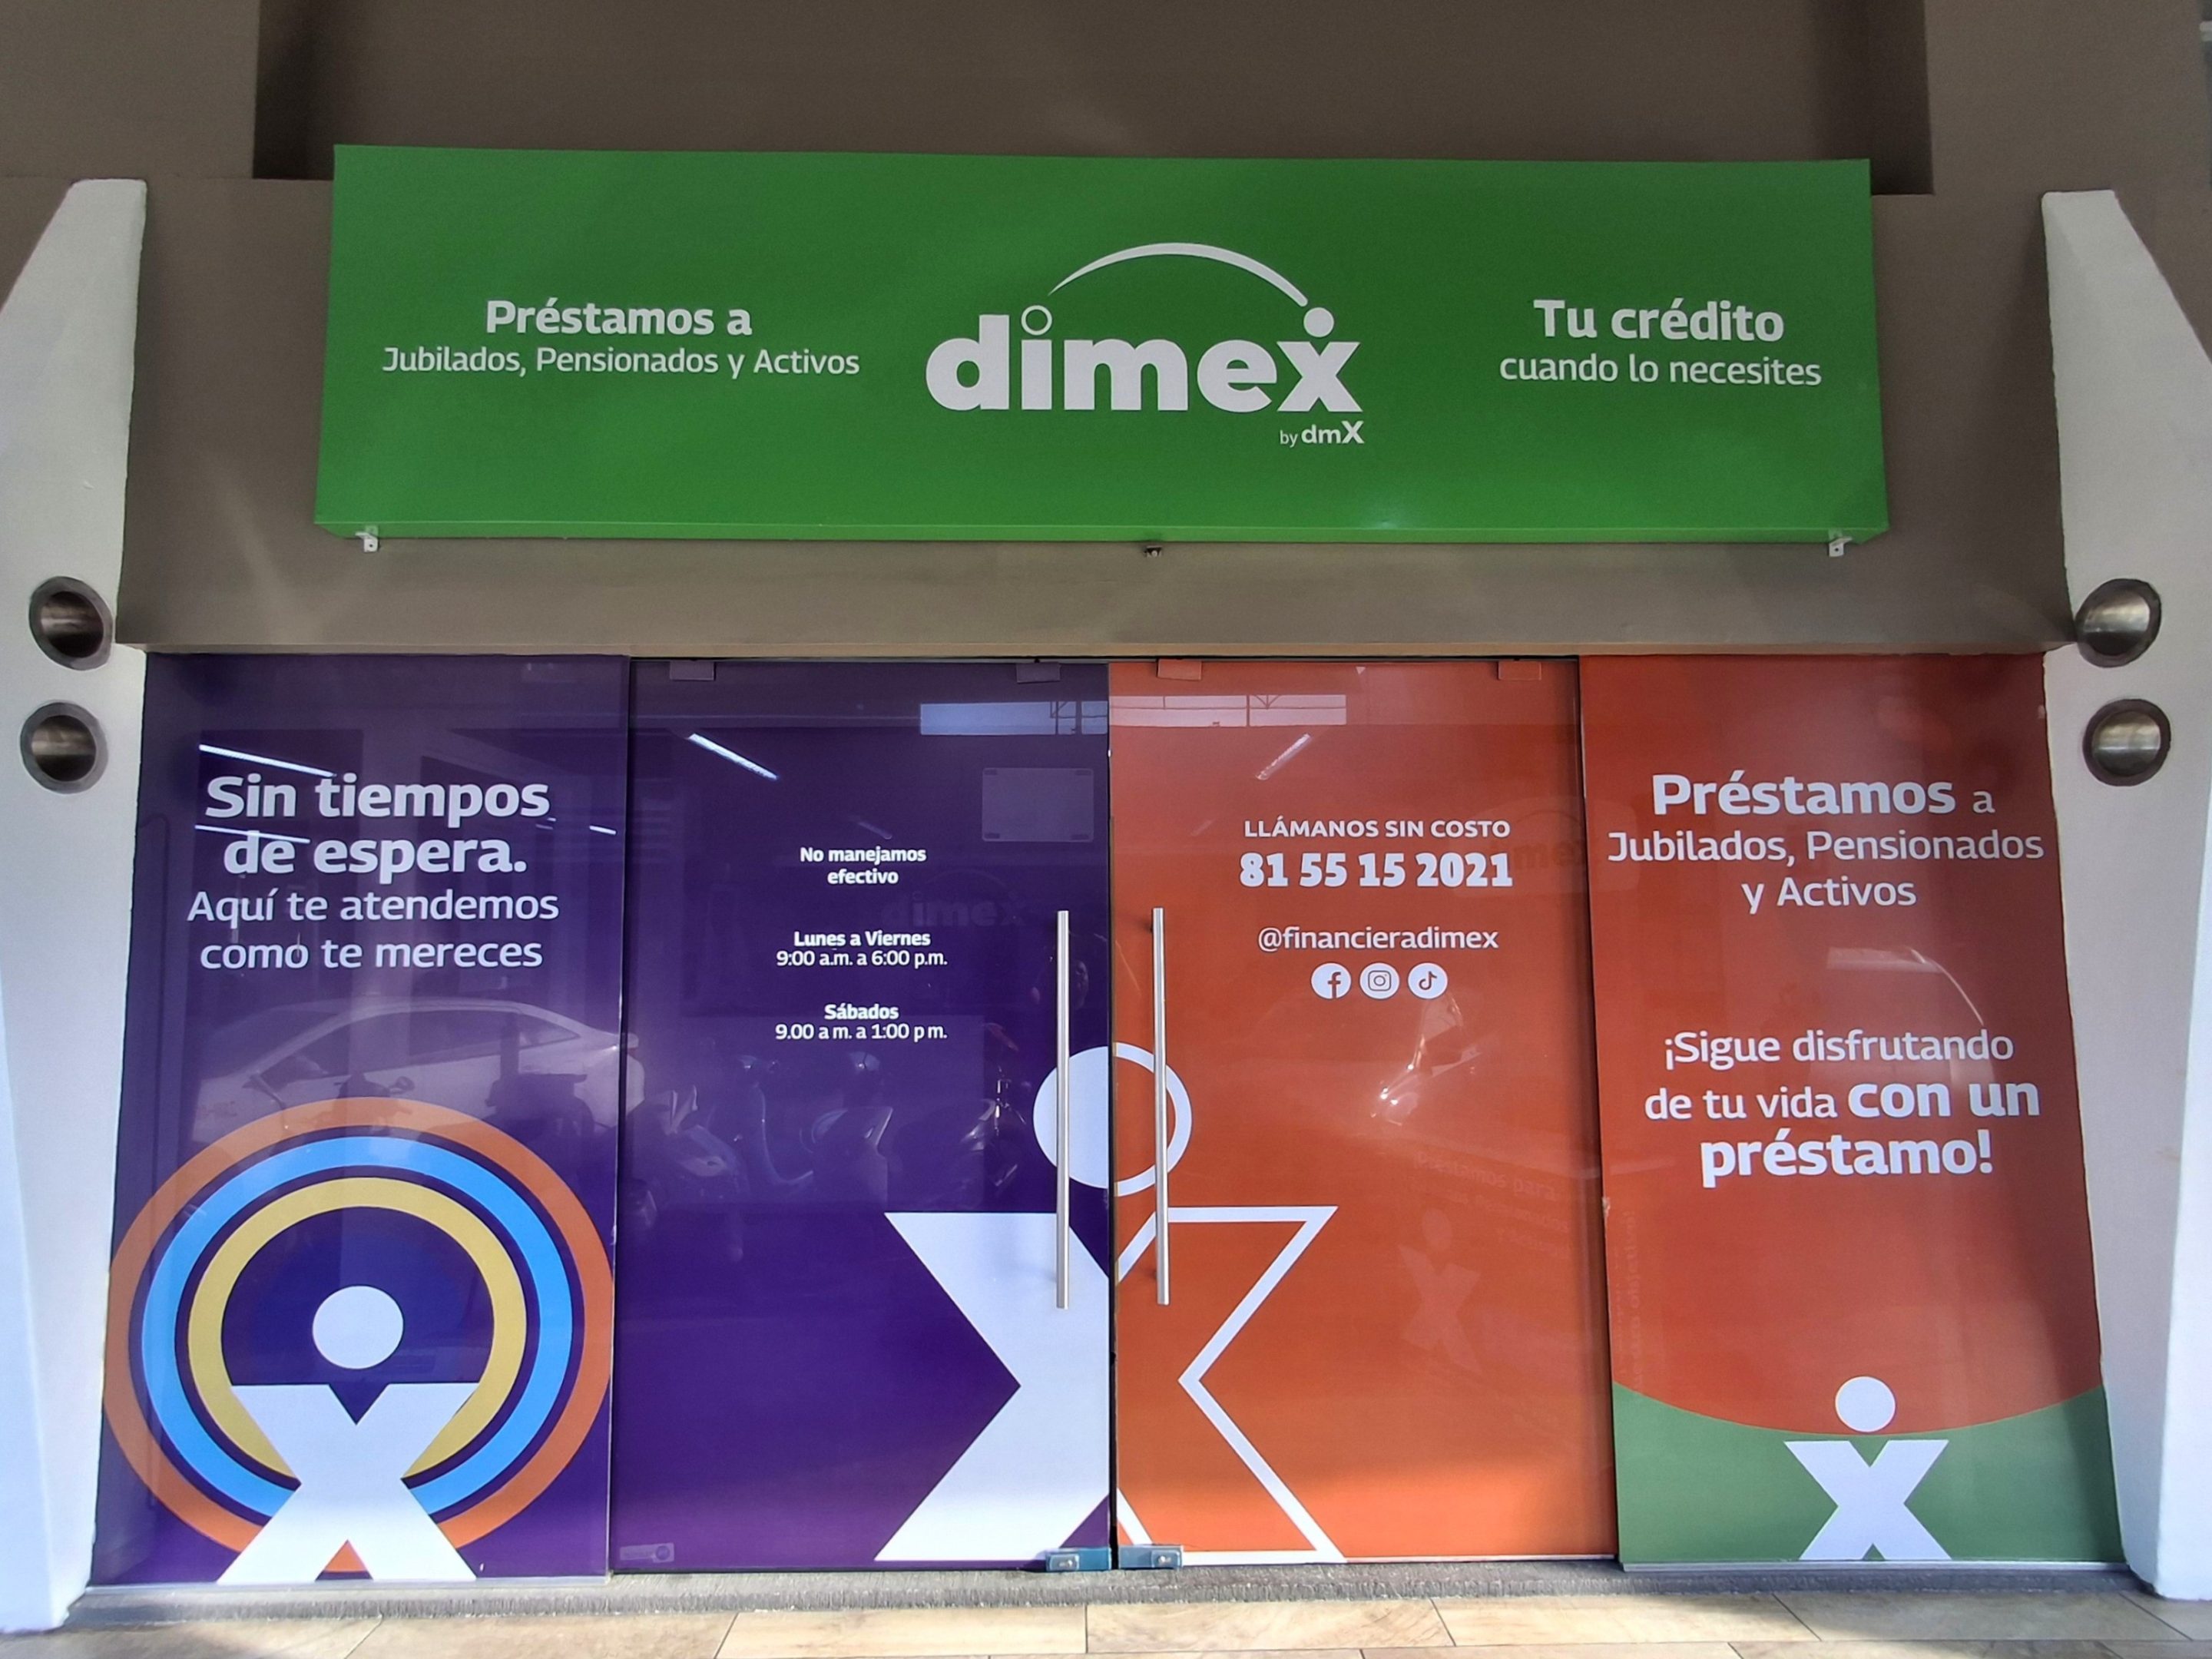 Préstamos a
Jubilados, Pensionados y Activos
dimex
by dmX
Tu crédito
cuando lo necesites
Sin tiempos
de espera.
Aquí te atendemos
como te mereces
No manejamos
efectivo
Lunes a Viernes
9:00 a.m. a 6:00 p.m.
Sábados
9.00 a m. a 1:00 p m.
LLÁMANOS SIN COSTO
81 55 15 2021
@financieradimex
Préstamos a
Jubilados, Pensionados
y Activos
¡Sigue disfrutando
de tu vida con un
préstamo!